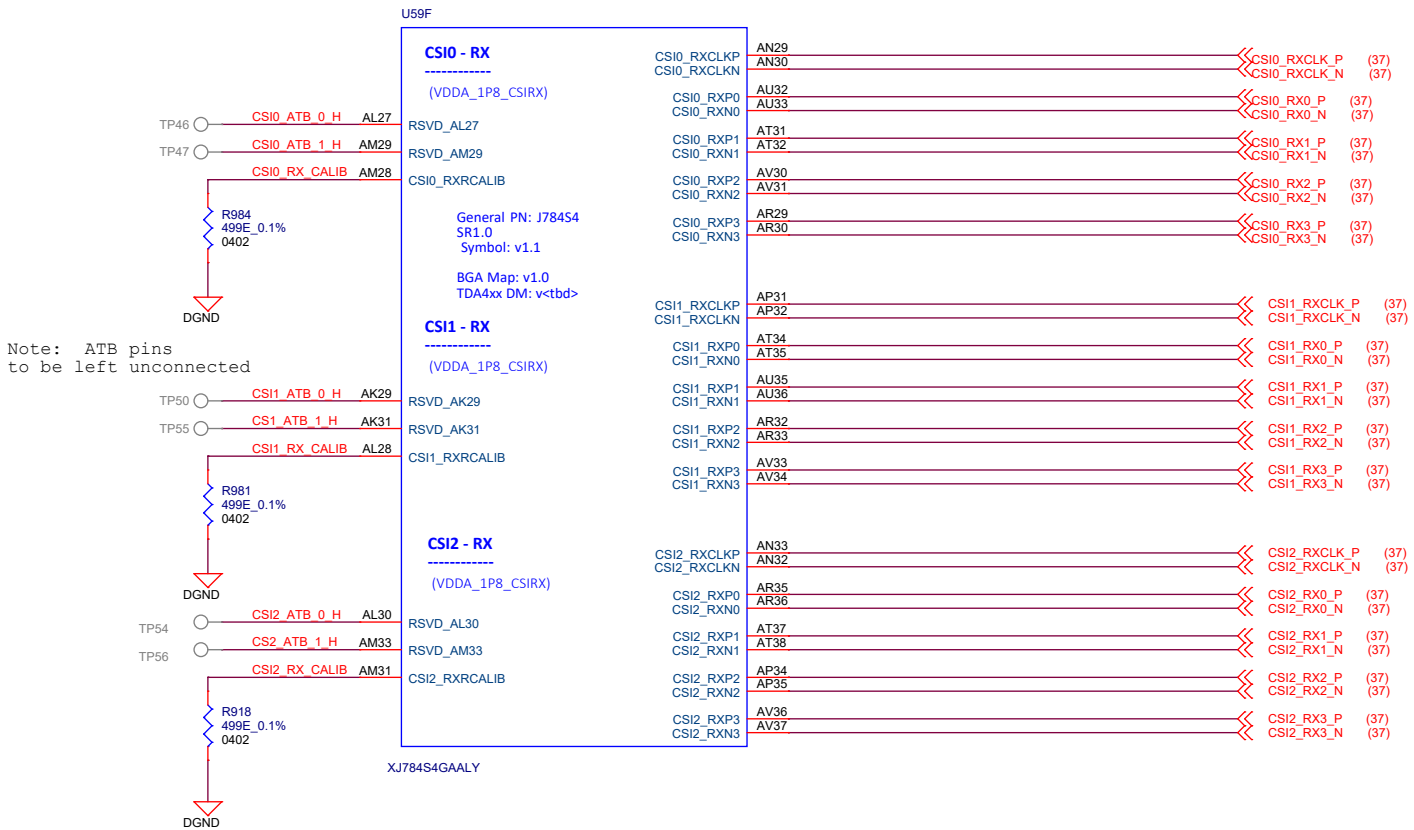 U59F
CSI0 - RX
------------
(VDDA_1P8_CSIRX)
TP46 CSI0_ATB_0_H AL27 RSVD_AL27
TP47 CSI0_ATB_1_H AM29 RSVD_AM29
CSI0_RX_CALIB AM28 CSI0_RXRCALIB
R984
499E_0.1%
0402
DGND
General PN: J784S4
SR1.0
Symbol: v1.1
BGA Map: v1.0
TDA4xx DM: v<tbd>
CSI0_RXCLKP AN29 CSI0_RXCLK_P (37)
CSI0_RXCLKN AN30 CSI0_RXCLK_N (37)
CSI0_RXP0 AU32 CSI0_RX0_P (37)
CSI0_RXN0 AU33 CSI0_RX0_N (37)
CSI0_RXP1 AT31 CSI0_RX1_P (37)
CSI0_RXN1 AT32 CSI0_RX1_N (37)
CSI0_RXP2 AV30 CSI0_RX2_P (37)
CSI0_RXN2 AV31 CSI0_RX2_N (37)
CSI0_RXP3 AR29 CSI0_RX3_P (37)
CSI0_RXN3 AR30 CSI0_RX3_N (37)
Note: ATB pins
to be left unconnected
CSI1 - RX
------------
(VDDA_1P8_CSIRX)
TP50 CSI1_ATB_0_H AK29 RSVD_AK29
TP55 CS1_ATB_1_H AK31 RSVD_AK31
CSI1_RX_CALIB AL28 CSI1_RXRCALIB
R981
499E_0.1%
0402
DGND
CSI1_RXCLKP AP31 CSI1_RXCLK_P (37)
CSI1_RXCLKN AP32 CSI1_RXCLK_N (37)
CSI1_RXP0 AT34 CSI1_RX0_P (37)
CSI1_RXN0 AT35 CSI1_RX0_N (37)
CSI1_RXP1 AU35 CSI1_RX1_P (37)
CSI1_RXN1 AU36 CSI1_RX1_N (37)
CSI1_RXP2 AR32 CSI1_RX2_P (37)
CSI1_RXN2 AR33 CSI1_RX2_N (37)
CSI1_RXP3 AV33 CSI1_RX3_P (37)
CSI1_RXN3 AV34 CSI1_RX3_N (37)
CSI2 - RX
------------
(VDDA_1P8_CSIRX)
TP54 CSI2_ATB_0_H AL30 RSVD_AL30
TP56 CS2_ATB_1_H AM33 RSVD_AM33
CSI2_RX_CALIB AM31 CSI2_RXRCALIB
R918
499E_0.1%
0402
DGND
CSI2_RXCLKP AN33 CSI2_RXCLK_P (37)
CSI2_RXCLKN AN32 CSI2_RXCLK_N (37)
CSI2_RXP0 AR35 CSI2_RX0_P (37)
CSI2_RXN0 AR36 CSI2_RX0_N (37)
CSI2_RXP1 AT37 CSI2_RX1_P (37)
CSI2_RXN1 AT38 CSI2_RX1_N (37)
CSI2_RXP2 AP34 CSI2_RX2_P (37)
CSI2_RXN2 AP35 CSI2_RX2_N (37)
CSI2_RXP3 AV36 CSI2_RX3_P (37)
CSI2_RXN3 AV37 CSI2_RX3_N (37)
XJ784S4GAALY